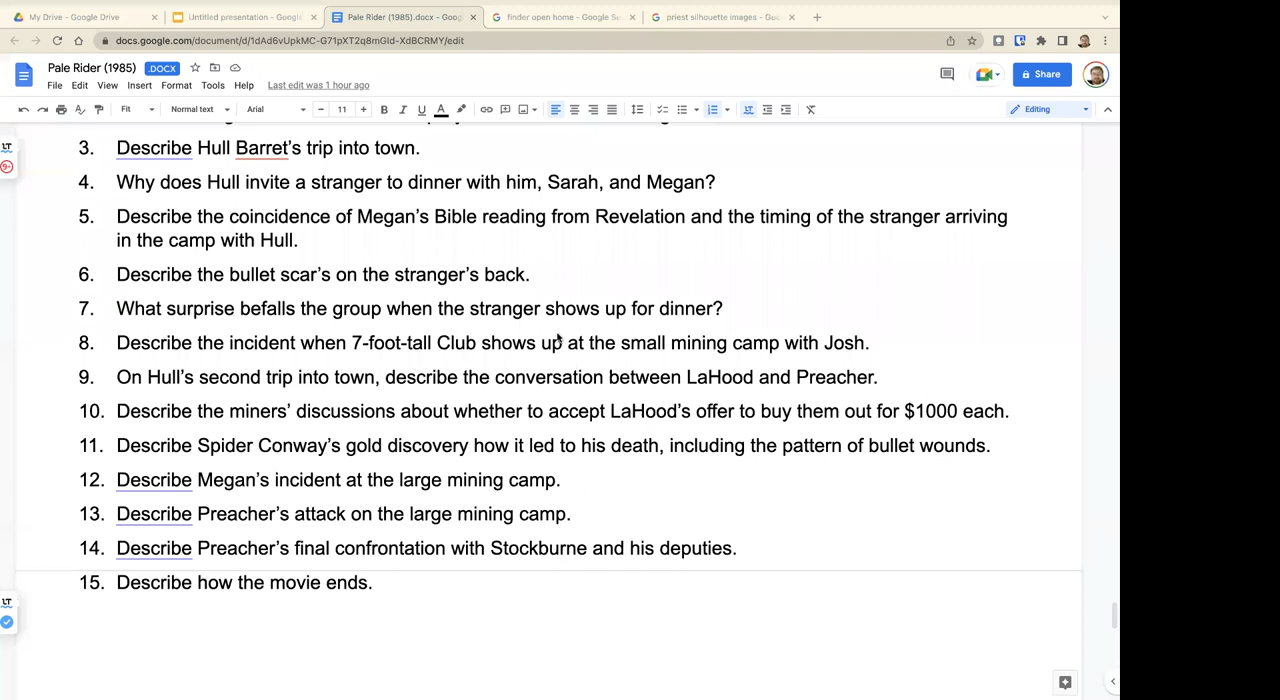 My Drive - Google Drive
Untitled presentation - Google
Pale Rider (1985).docx - Goog
finder open home - Google Se
priest silhouette images - Goo
docs.google.com/document/d/1dAd6vUpkMC-G71pXT2q8mGId-XdBCRMY/edit
Pale Rider (1985) .DOCX
Share
File Edit View Insert Format Tools Help Last edit was 1 hour ago
Fit Normal text Arial 11 Editing
3. Describe Hull Barret’s trip into town.
4. Why does Hull invite a stranger to dinner with him, Sarah, and Megan?
5. Describe the coincidence of Megan’s Bible reading from Revelation and the timing of the stranger arriving
in the camp with Hull.
6. Describe the bullet scar’s on the stranger’s back.
7. What surprise befalls the group when the stranger shows up for dinner?
8. Describe the incident when 7-foot-tall Club shows up at the small mining camp with Josh.
9. On Hull’s second trip into town, describe the conversation between LaHood and Preacher.
10. Describe the miners’ discussions about whether to accept LaHood’s offer to buy them out for $1000 each.
11. Describe Spider Conway’s gold discovery how it led to his death, including the pattern of bullet wounds.
12. Describe Megan’s incident at the large mining camp.
13. Describe Preacher’s attack on the large mining camp.
14. Describe Preacher’s final confrontation with Stockburne and his deputies.
15. Describe how the movie ends.